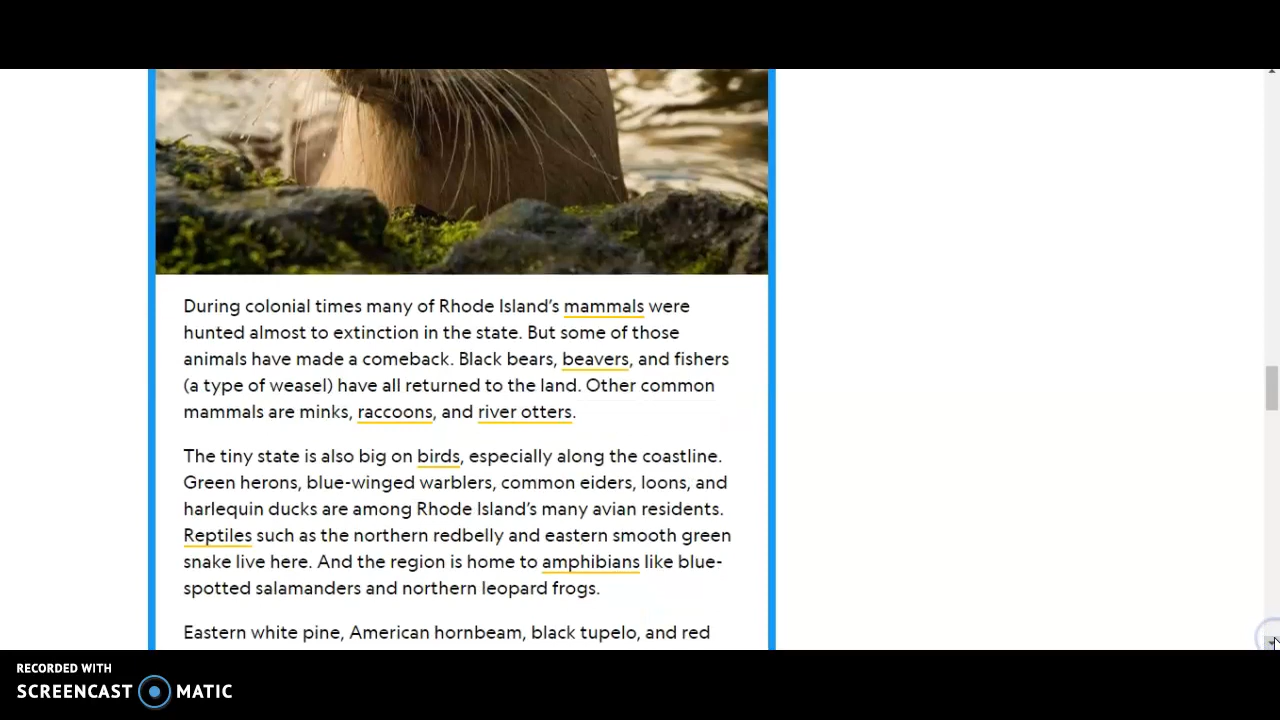 During colonial times many of Rhode Island's mammals were
hunted almost to extinction in the state. But some of those
animals have made a comeback. Black bears, beavers, and fishers
(a type of weasel) have all returned to the land. Other common
mammals are minks, raccoons, and river otters.
The tiny state is also big on birds, especially along the coastline.
Green herons, blue-winged warblers, common eiders, loons, and
harlequin ducks are among Rhode Island's many avian residents.
Reptiles such as the northern redbelly and eastern smooth green
snake live here. And the region is home to amphibians like blue-
spotted salamanders and northern leopard frogs.
Eastern white pine, American hornbeam, black tupelo, and red
RECORDED WITH
SCREENCAST MATIC